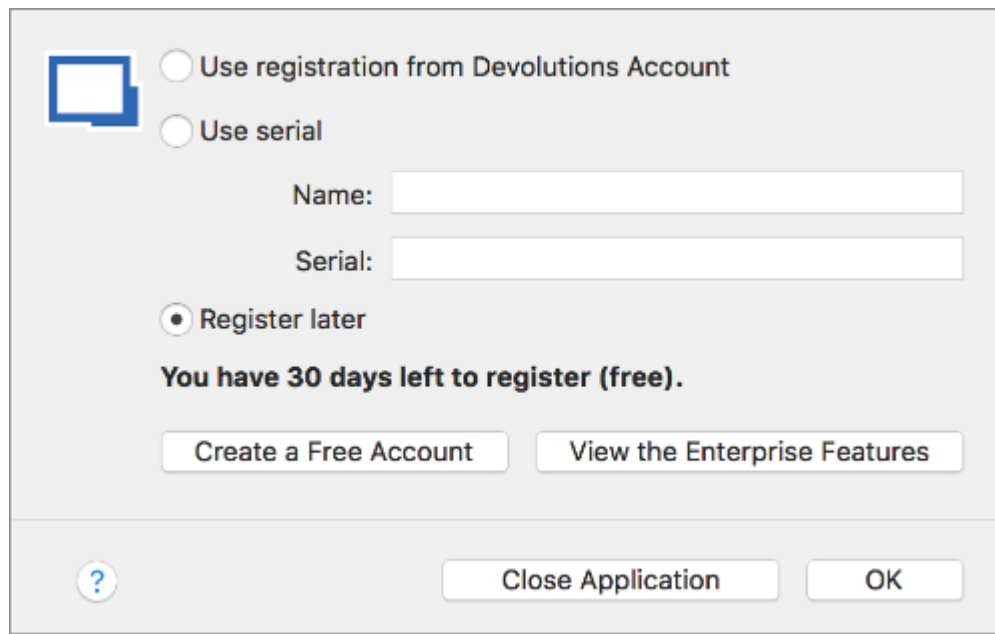 Use registration from Devolutions Account
Use serial
Name:
Serial:
Register later
You have 30 days left to register (free).
Create a Free Account
View the Enterprise Features
?
Close Application
OK